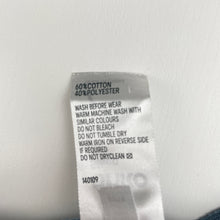 60%COTTON
40%POLYESTER
WASH BEFORE WEAR
WARM MACHINE WASH WITH
SIMILAR COLOURS
DO NOT BLEACH
DO NOT TUMBLE DRY
WARM IRON ON REVERSE SIDE
IF REQUIRED
DO NOT DRYCLEAN
140109